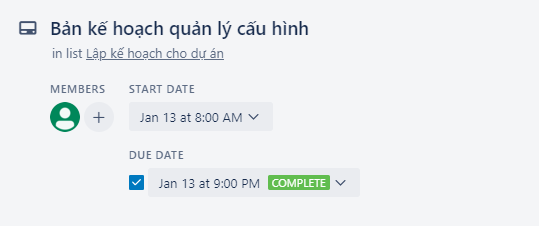 Bản kế hoạch quản lý cấu hình
in list Lập kế hoạch cho dự án
MEMBERS
START DATE
Jan 13 at 8:00 AM
DUE DATE
Jan 13 at 9:00 PM COMPLETE